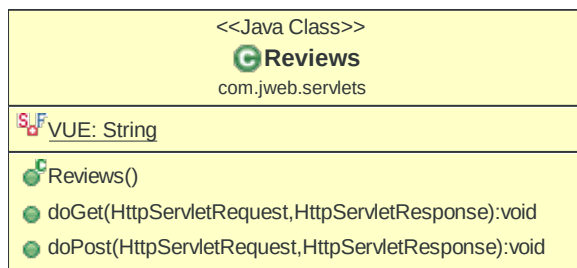 <<Java Class>>
C Reviews
com.jweb.servlets
S F VUE: String
C Reviews()
doGet(HttpServletRequest,HttpServletResponse):void
doPost(HttpServletRequest,HttpServletResponse):void